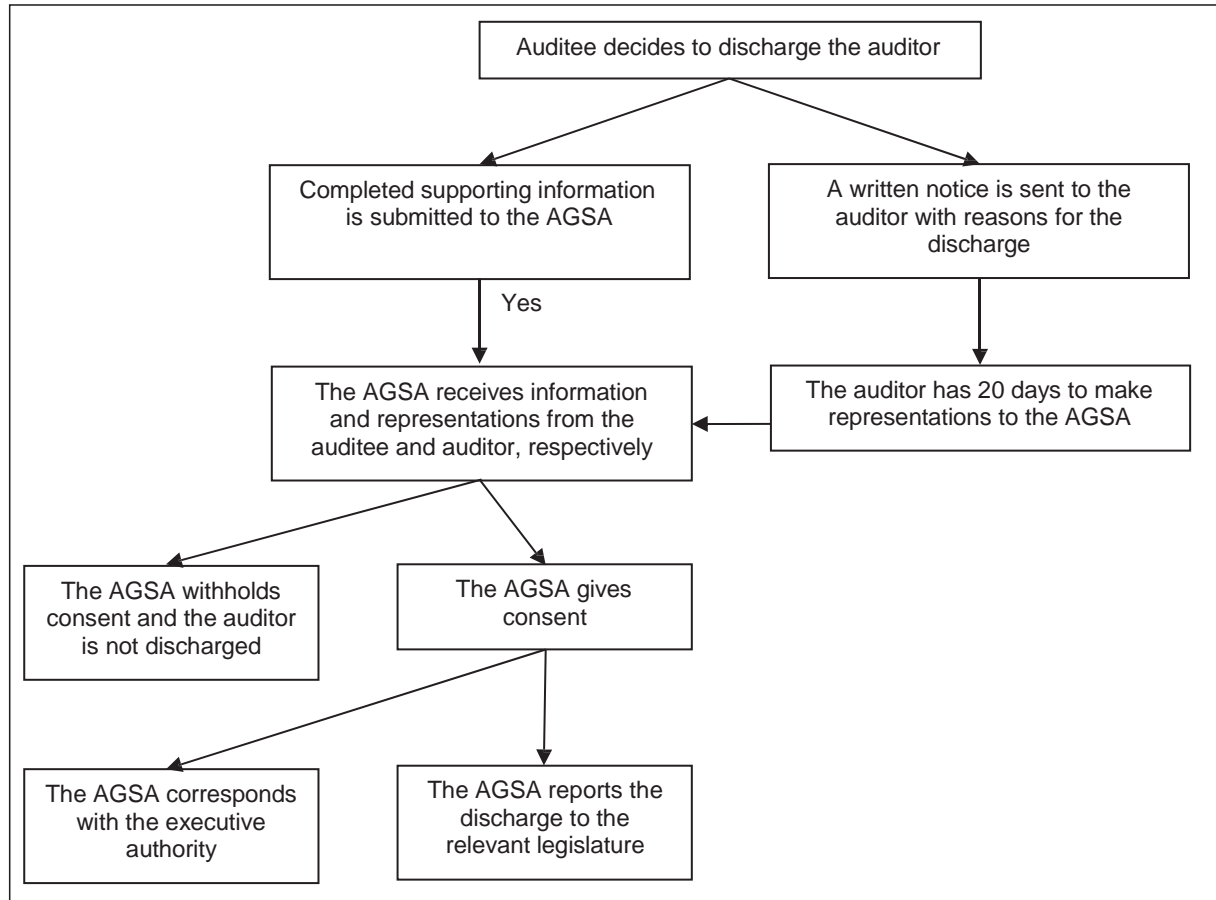 Auditee decides to discharge the auditor
Completed supporting information
is submitted to the AGSA
A written notice is sent to the
auditor with reasons for the
discharge
Yes
The AGSA receives information
and representations from the
auditee and auditor, respectively
The auditor has 20 days to make
representations to the AGSA
The AGSA withholds
consent and the auditor
is not discharged
The AGSA gives
consent
The AGSA corresponds
with the executive
authority
The AGSA reports the
discharge to the
relevant legislature